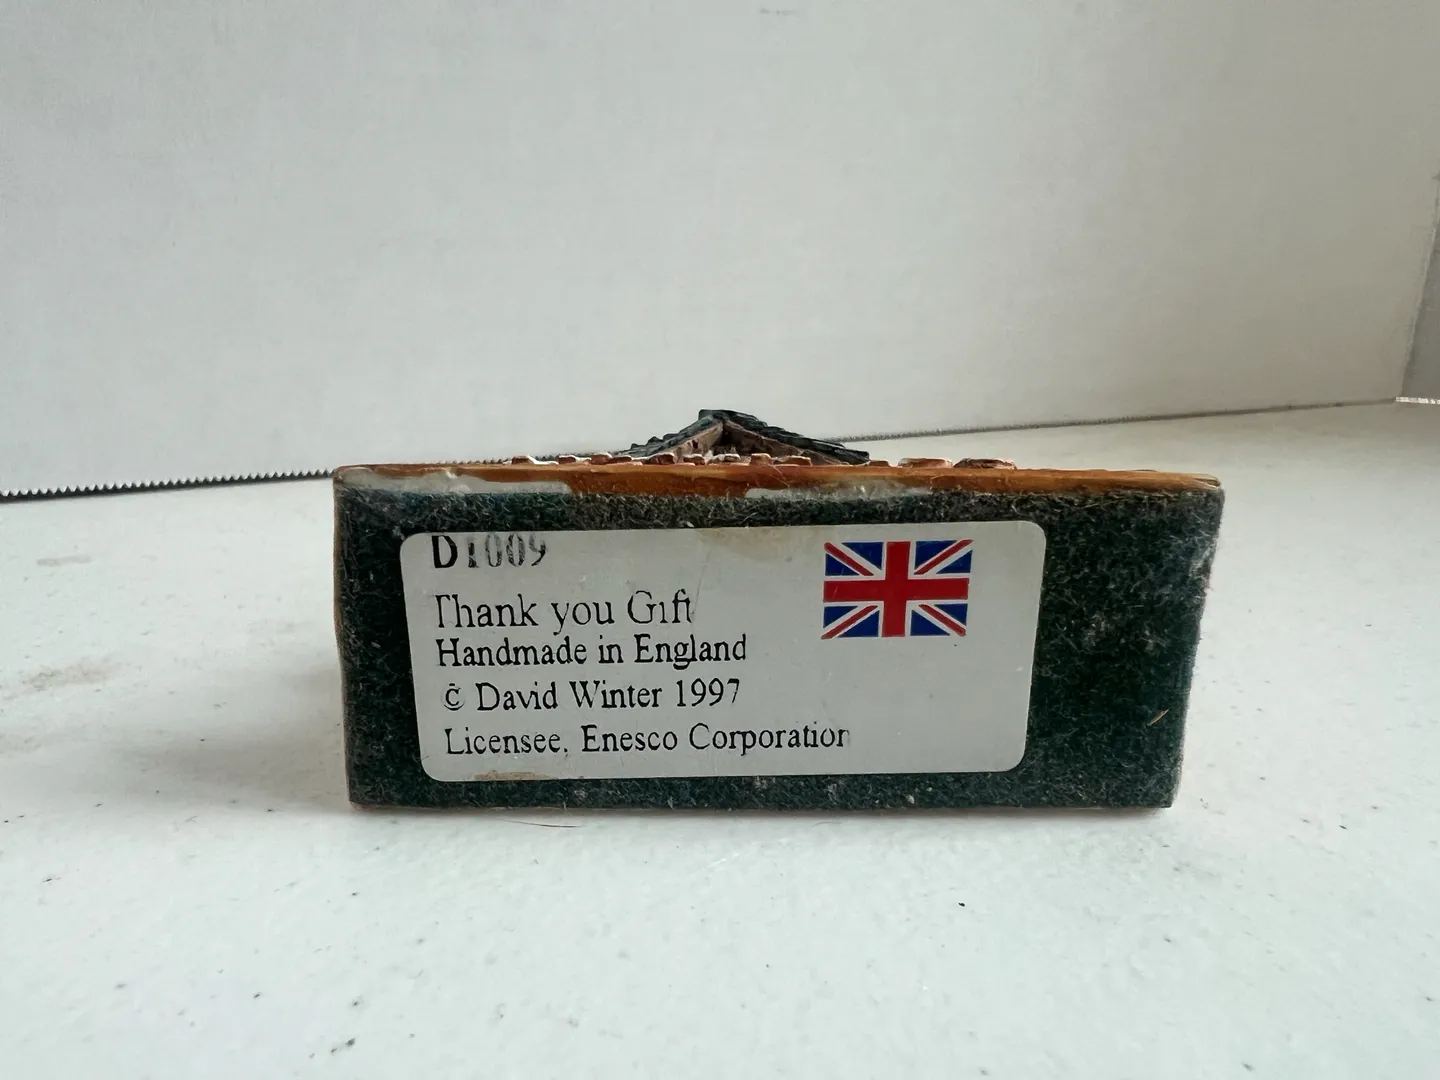 D1009
Thank you Gift
Handmade in England
© David Winter 1997
Licensee. Enesco Corporation